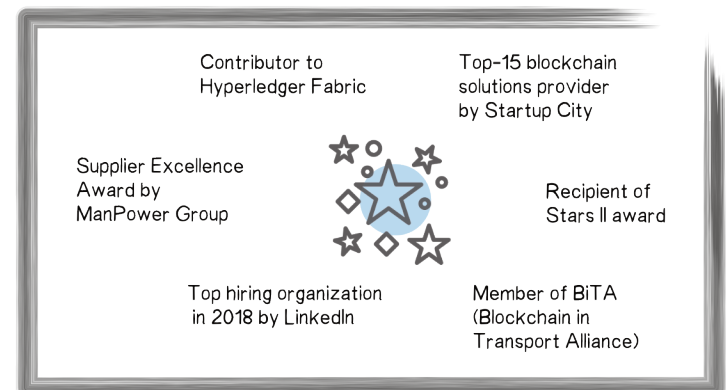 Contributor to
Hyperledger Fabric
Top-15 blockchain
solutions provider
by Startup City
Supplier Excellence
Award by
ManPower Group
Recipient of
Stars II award
Top hiring organization
in 2018 by LinkedIn
Member of BiTA
(Blockchain in
Transport Alliance)